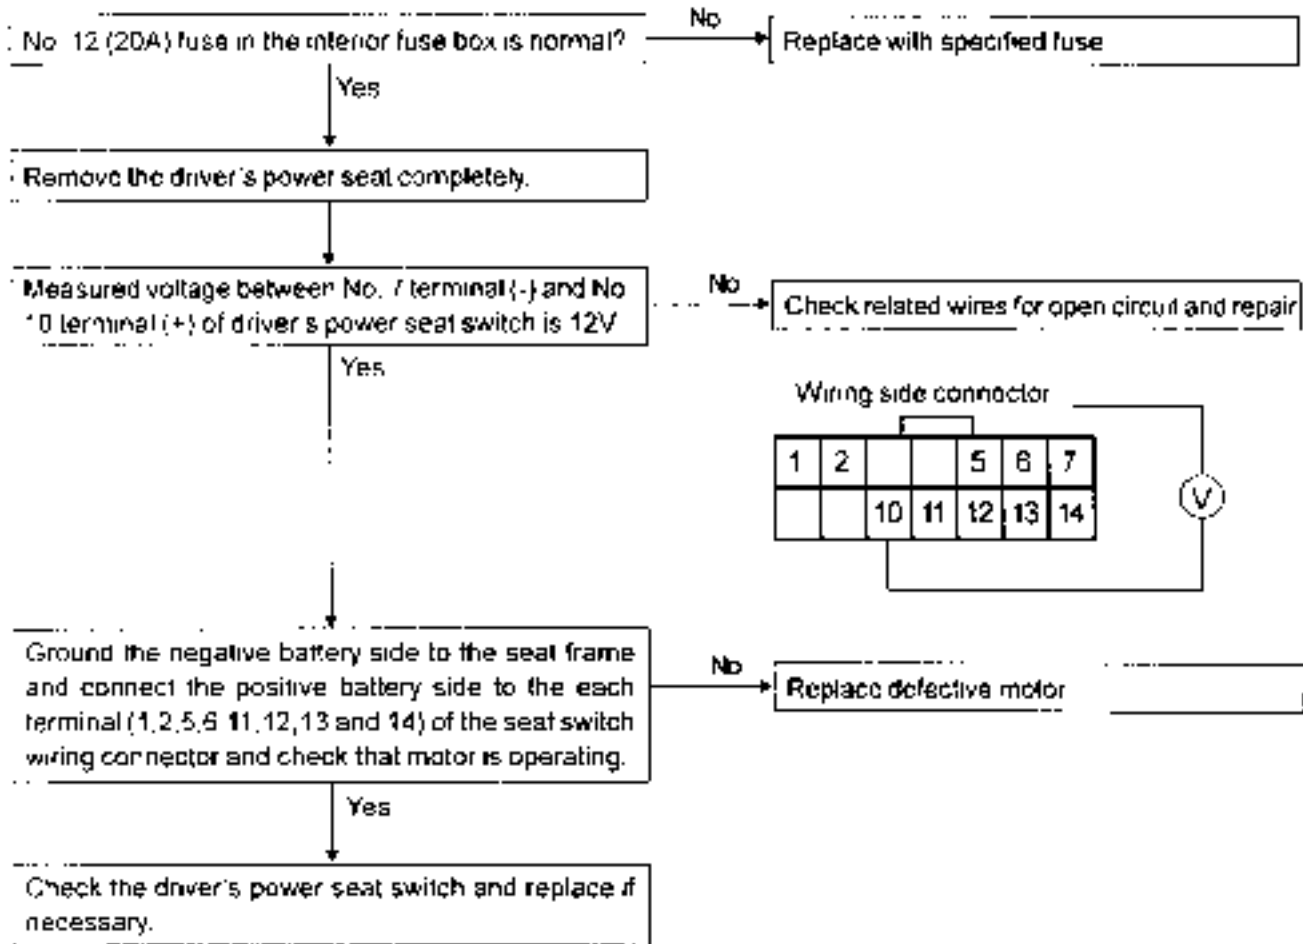 No. 12 (20A) fuse in the interior fuse box is normal?
No
Replace with specified fuse
Yes
Remove the driver's power seat completely.
Measured voltage between No. 7 terminal (-) and No
10 terminal (+) of driver's power seat switch is 12V
No
Check related wires for open circuit and repair
Yes
Wiring side connector
1 2 5 6 7
10 11 12 13 14
V
Ground the negative battery side to the seat frame
and connect the positive battery side to the each
terminal (1,2,5,6 11,12,13 and 14) of the seat switch
wiring connector and check that motor is operating.
No
Replace defective motor
Yes
Check the driver's power seat switch and replace if
necessary.